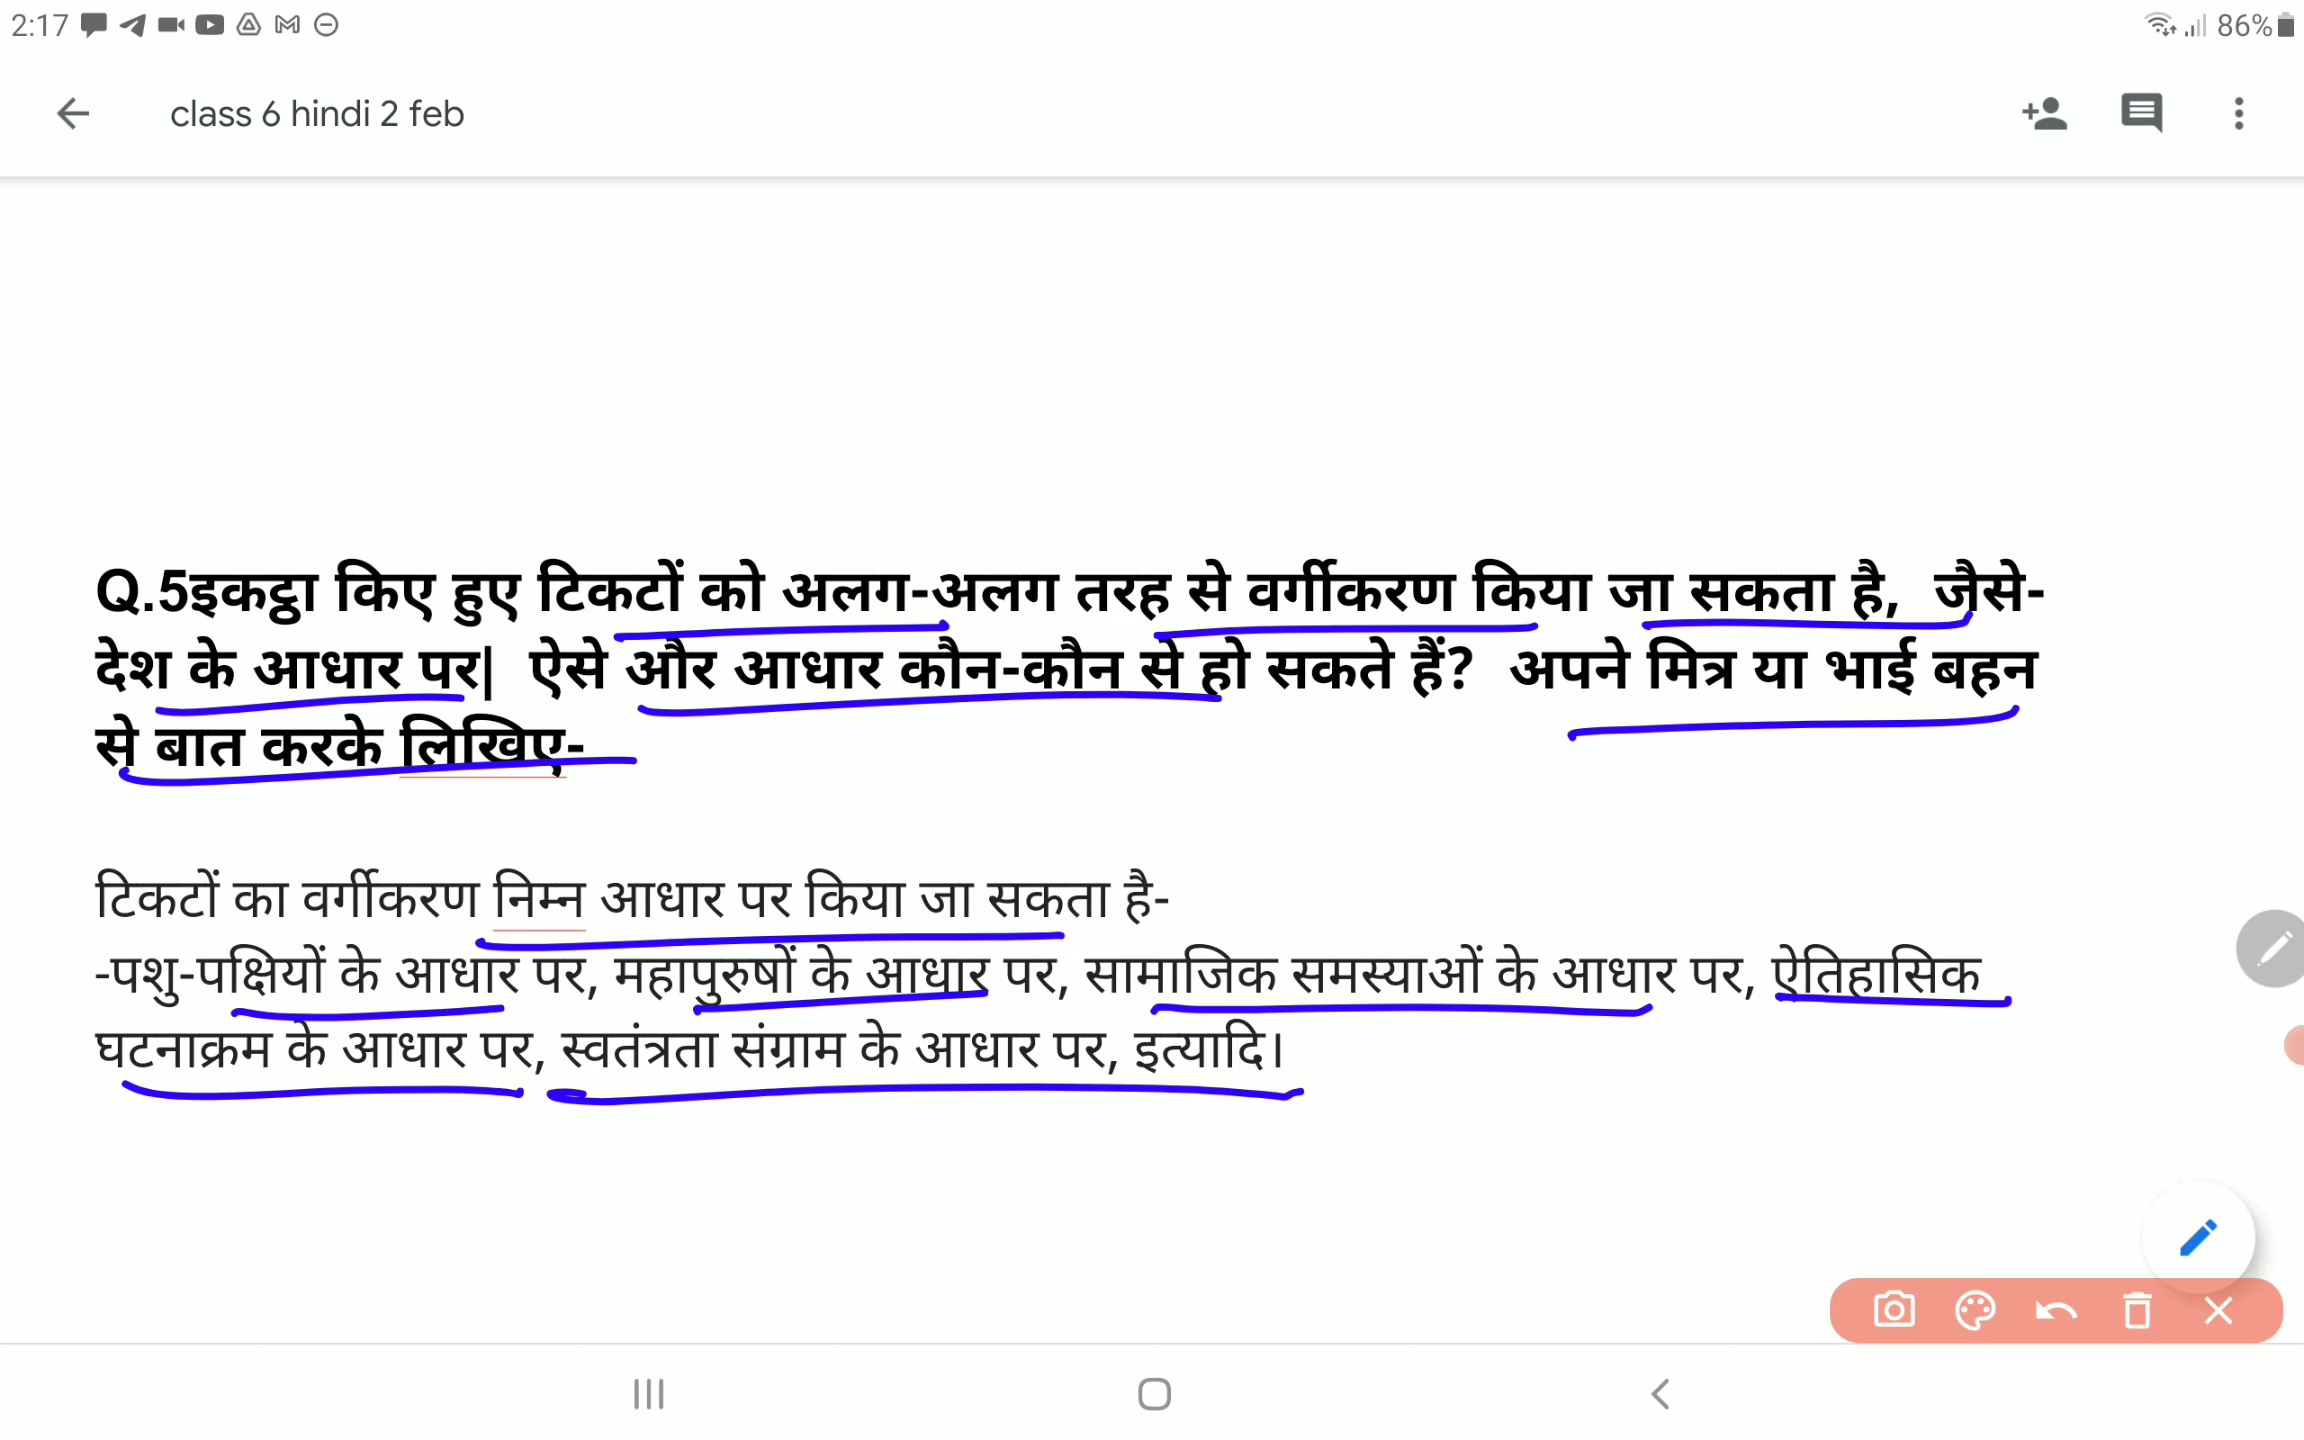 2:17 86%
class 6 hindi 2 feb
Q.5इकट्ठा किए हुए टिकटों को अलग-अलग तरह से वर्गीकरण किया जा सकता है, जैसे-
देश के आधार पर| ऐसे और आधार कौन-कौन से हो सकते हैं? अपने मित्र या भाई बहन
से बात करके लिखिए-
टिकटों का वर्गीकरण निम्न आधार पर किया जा सकता है-
-पशु-पक्षियों के आधार पर, महापुरुषों के आधार पर, सामाजिक समस्याओं के आधार पर, ऐतिहासिक
घटनाक्रम के आधार पर, स्वतंत्रता संग्राम के आधार पर, इत्यादि।